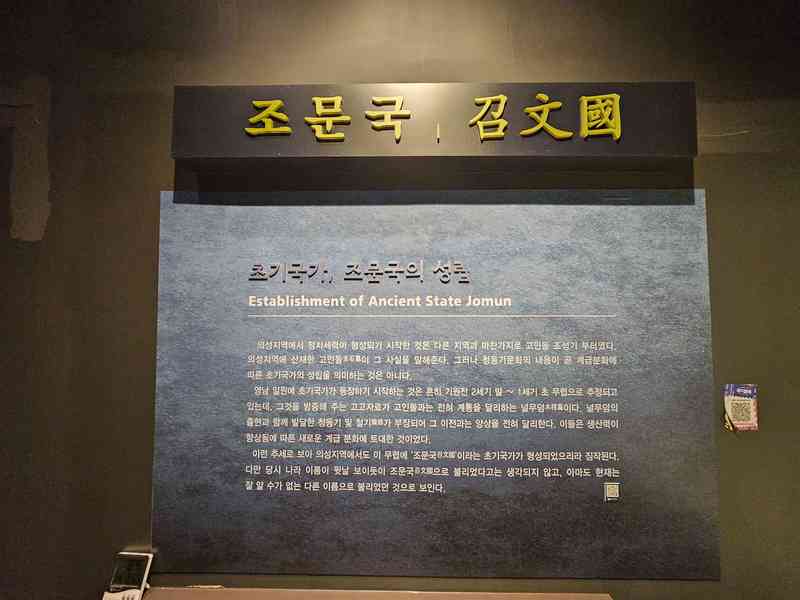 조문국, 召文國
초기국가, 조문국의 성립
Establishment of Ancient State Jomun
의성지역에서 정치세력이 형성되기 시작한 것은 다른 지역과 마찬가지로 고인돌 조성기 부터였다.
의성지역에 산재한 고인돌支石墓이 그 사실을 말해준다. 그러나 청동기문화의 내용이 곧 계급분화에
따른 초기국가의 성립을 의미하는 것은 아니다.
영남 일원에 초기국가가 등장하기 시작하는 것은 흔히 기원전 2세기 말 ～ 1세기 초 무렵으로 추정되고
있는데, 그것을 방증해 주는 고고자료가 고인돌과는 전혀 계통을 달리하는 널무덤木棺墓이다. 널무덤의
출현과 함께 발달한 청동기 및 철기가 부장되어 그 이전과는 양상을 전혀 달리한다. 이들은 생산력이
향상됨에 따른 새로운 계급 분화에 토대한 것이었다.
이런 추세로 보아 의성지역에서도 이 무렵에 '조문국召文國'이라는 초기국가가 형성되었으리라 짐작된다.
다만 당시 나라 이름이 뒷날 보이듯이 조문국召文國으로 불리었다고는 생각되지 않고, 아마도 현재는
잘 알 수가 없는 다른 이름으로 불리었던 것으로 보인다.